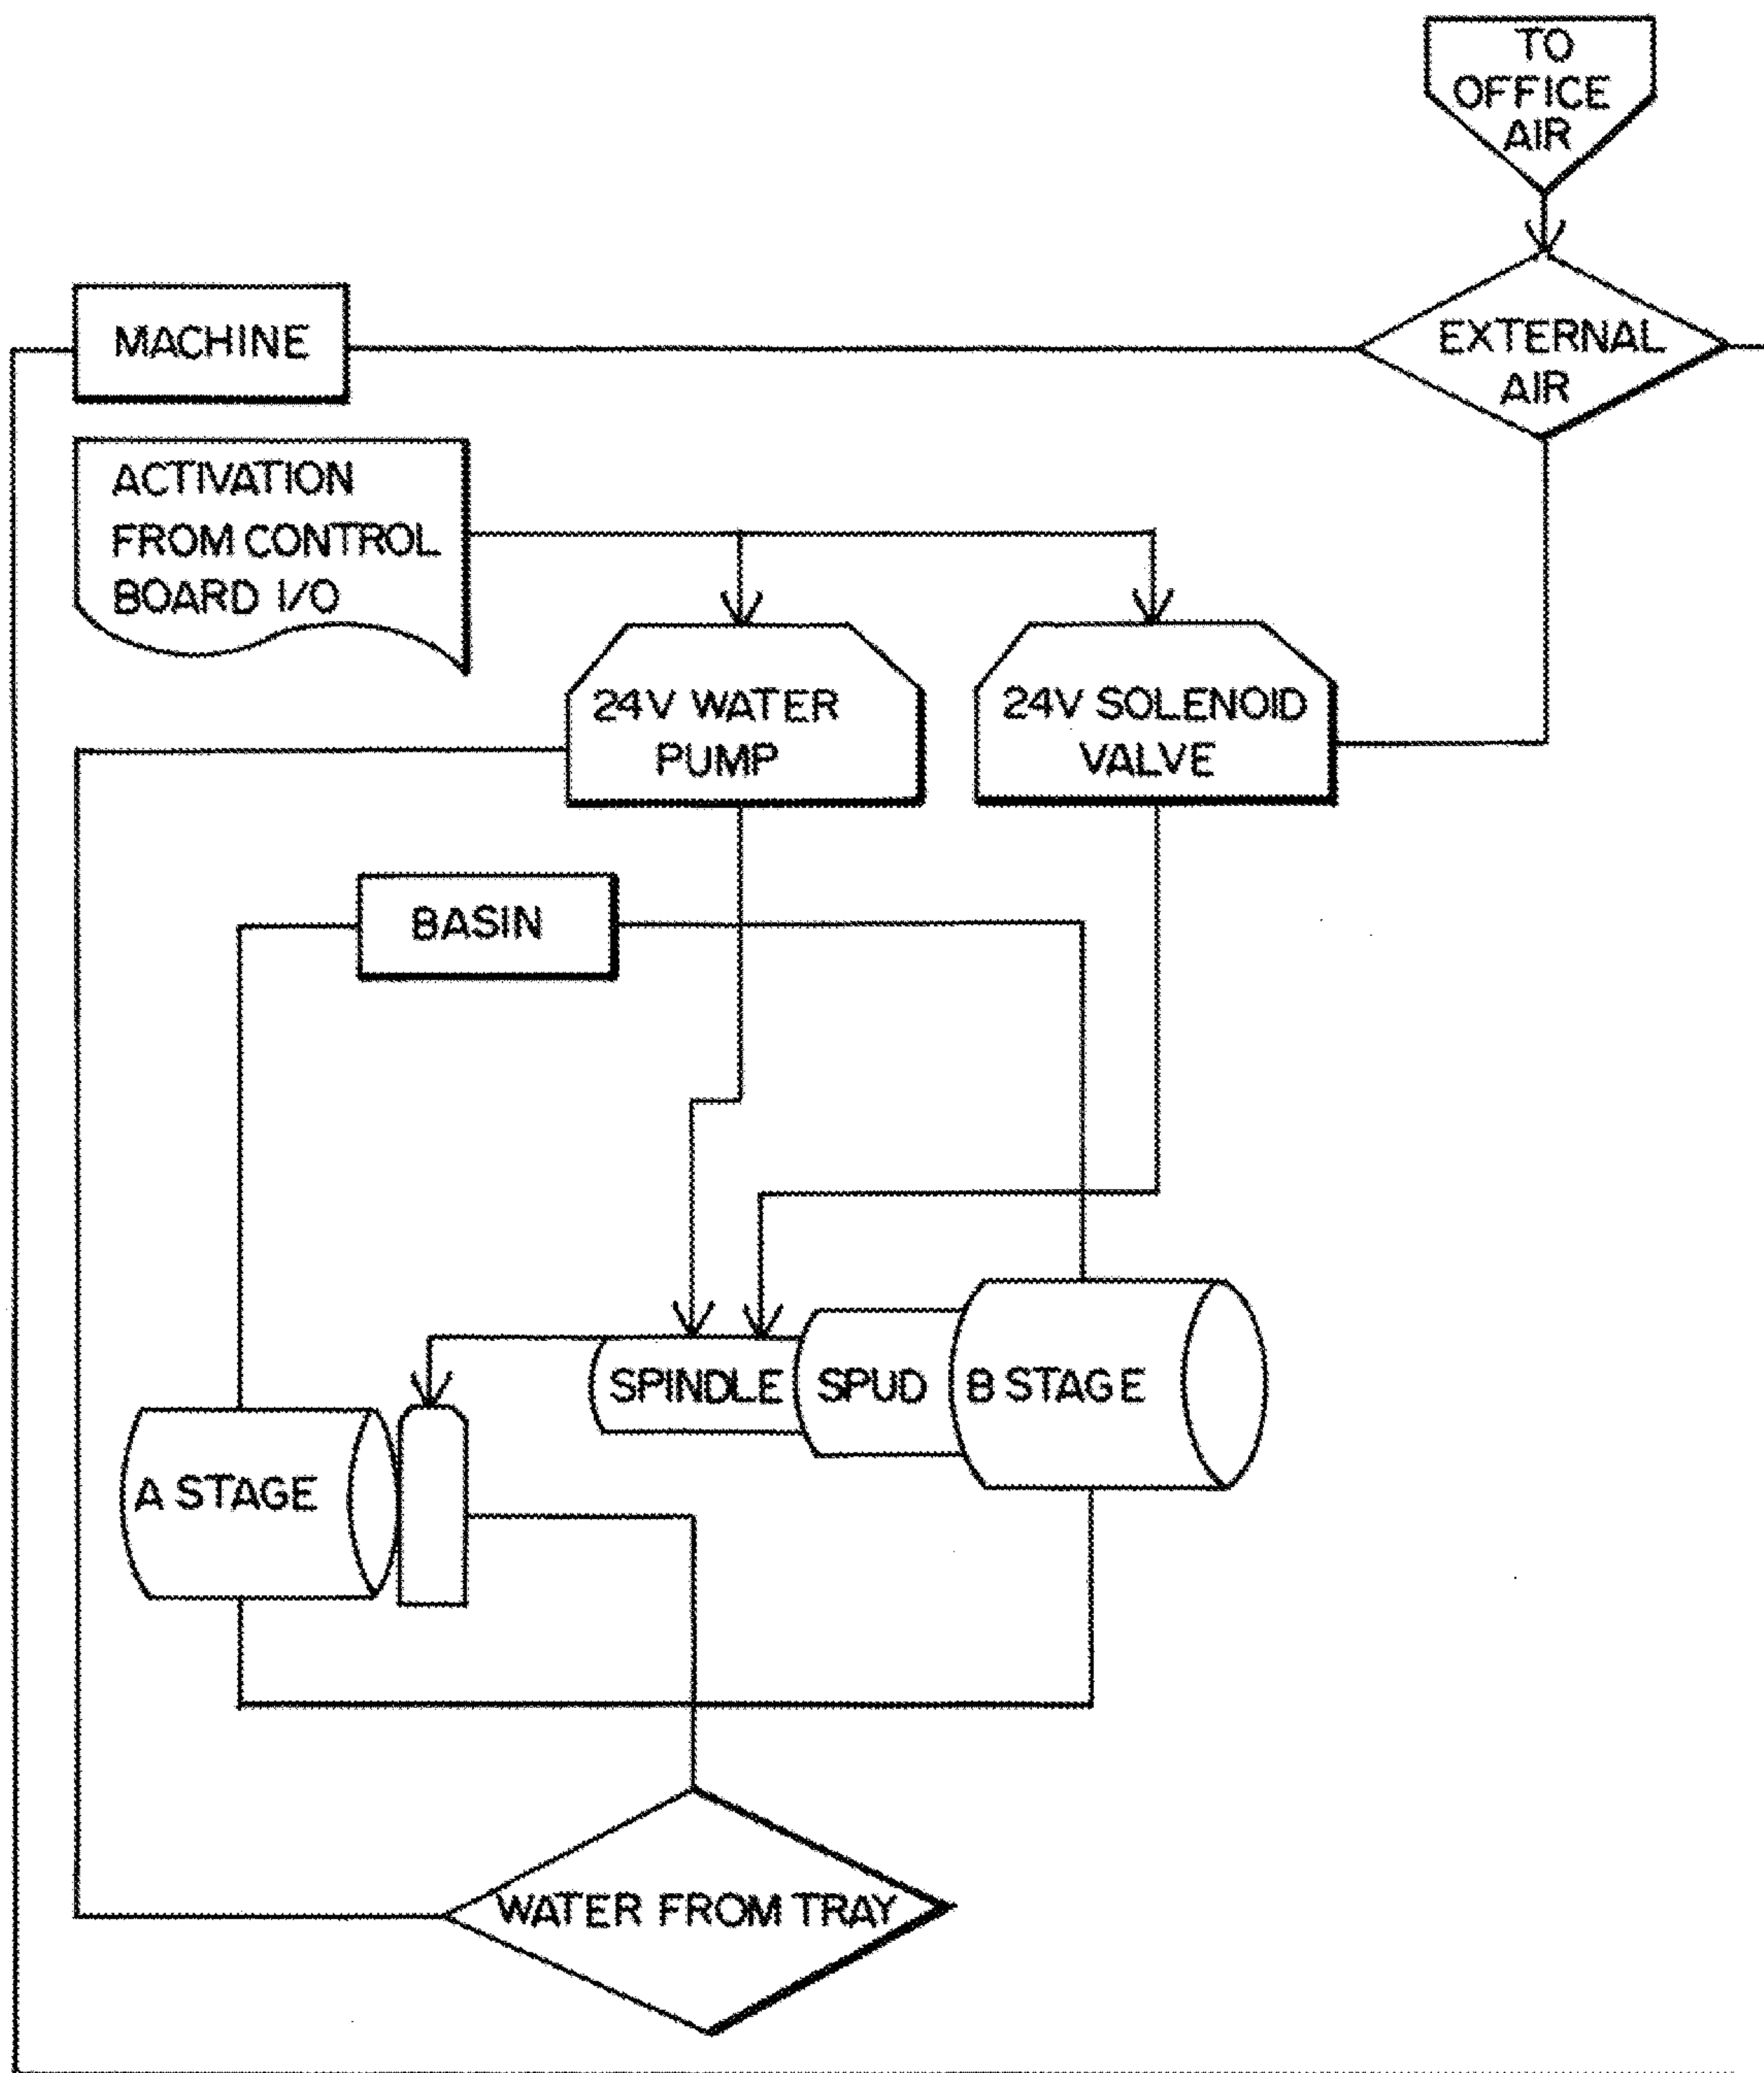 TO
OFFICE
AIR
MACHINE
EXTERNAL
AIR
ACTIVATION
FROM CONTROL
BOARD I/O
24V WATER
PUMP
24V SOLENOID
VALVE
BASIN
SPINDLE
SPUD
B STAGE
A STAGE
WATER FROM TRAY